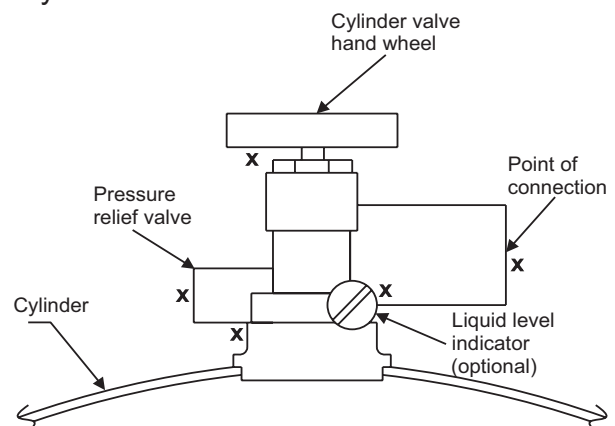 Cylinder valve
hand wheel
x
Point of
connection
Pressure
relief valve
x
x
x
x
Cylinder
Liquid level
indicator
(optional)